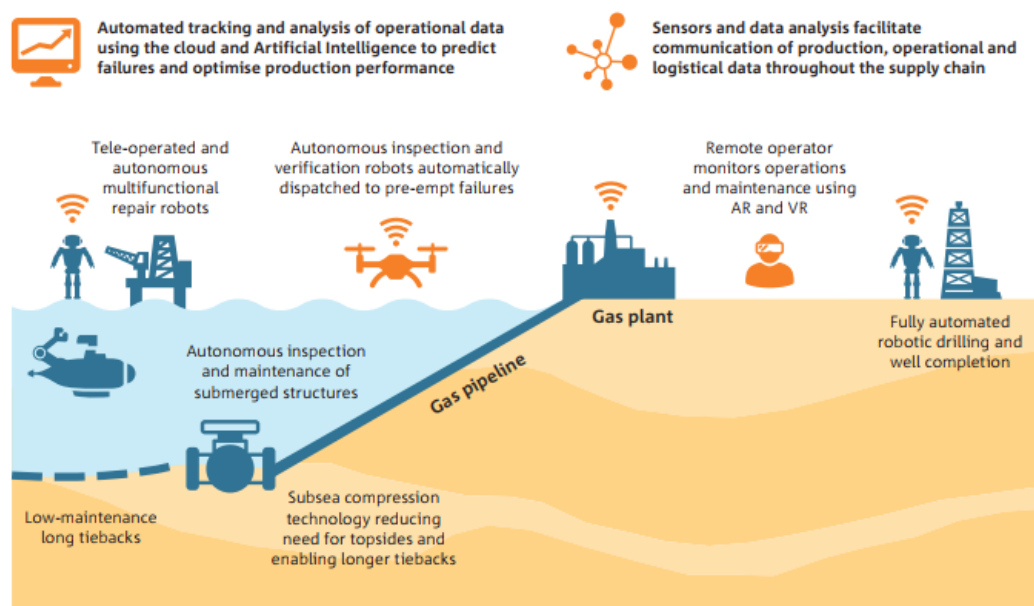 Automated tracking and analysis of operational data
using the cloud and Artificial Intelligence to predict
failures and optimise production performance
Sensors and data analysis facilitate
communication of production, operational and
logistical data throughout the supply chain
Tele-operated and
autonomous
multifunctional
repair robots
Autonomous inspection and
verification robots automatically
dispatched to pre-empt failures
Remote operator
monitors operations
and maintenance using
AR and VR
Gas plant
Fully automated
robotic drilling and
well completion
Autonomous inspection
and maintenance of
submerged structures
Gas pipeline
Low-maintenance
long tiebacks
Subsea compression
technology reducing
need for topsides and
enabling longer tiebacks